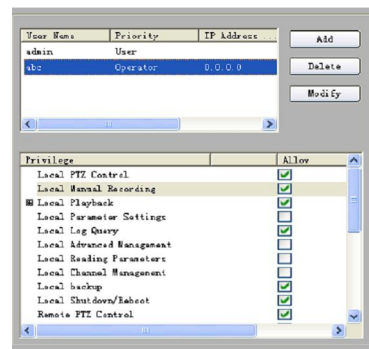 User Name Priority IP Address ...
admin User
abc Operator 0.0.0.0
Add
Delete
Modify
Privilege Allow
Local PTZ Control
Local Manual Recording
Local Playback
Local Parameter Settings
Local Log Query
Local Advanced Management
Local Reading Parameters
Local Channel Management
Local backup
Local Shutdown/Reboot
Remote PTZ Control